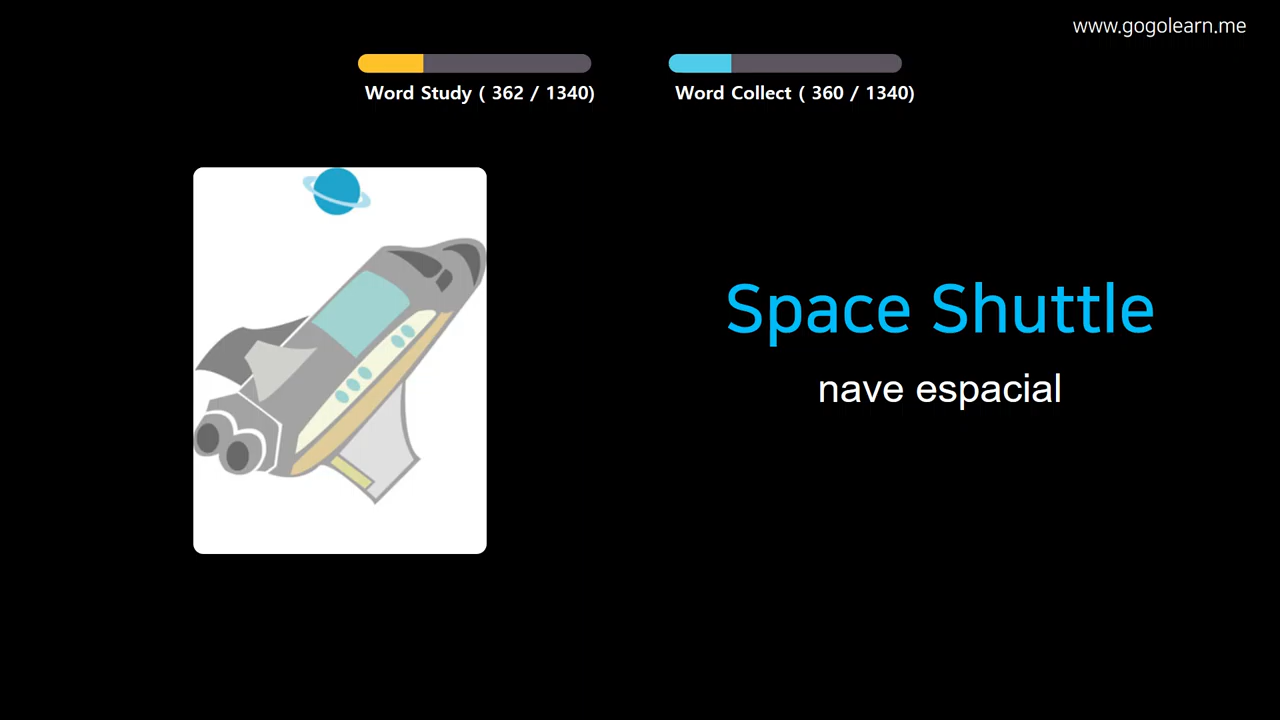 www.gogolearn.me
Word Study ( 362 / 1340)
Word Collect ( 360 / 1340)
Space Shuttle
nave espacial